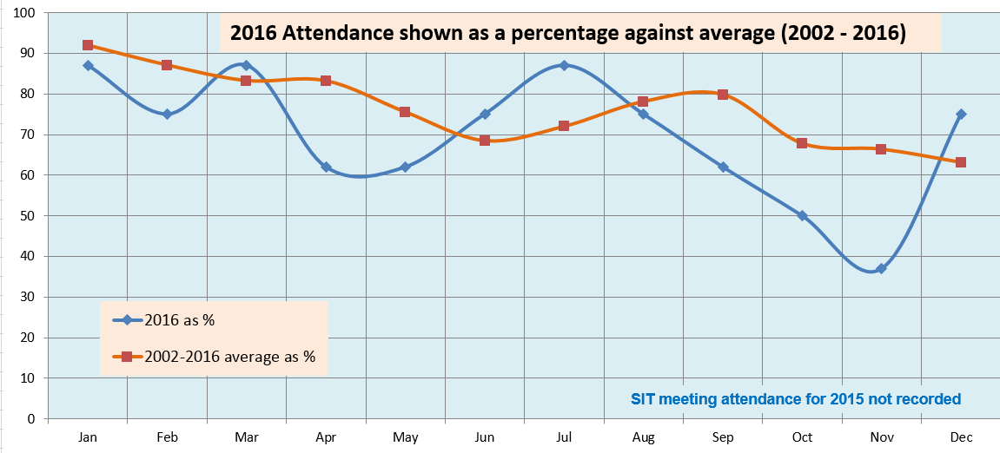 2016 Attendance shown as a percentage against average (2002 - 2016)
100
90
80
70
60
50
40
30
20
10
0
2016 as %
2002-2016 average as %
SIT meeting attendance for 2015 not recorded
Jan Feb Mar Apr May Jun Jul Aug Sep Oct Nov Dec